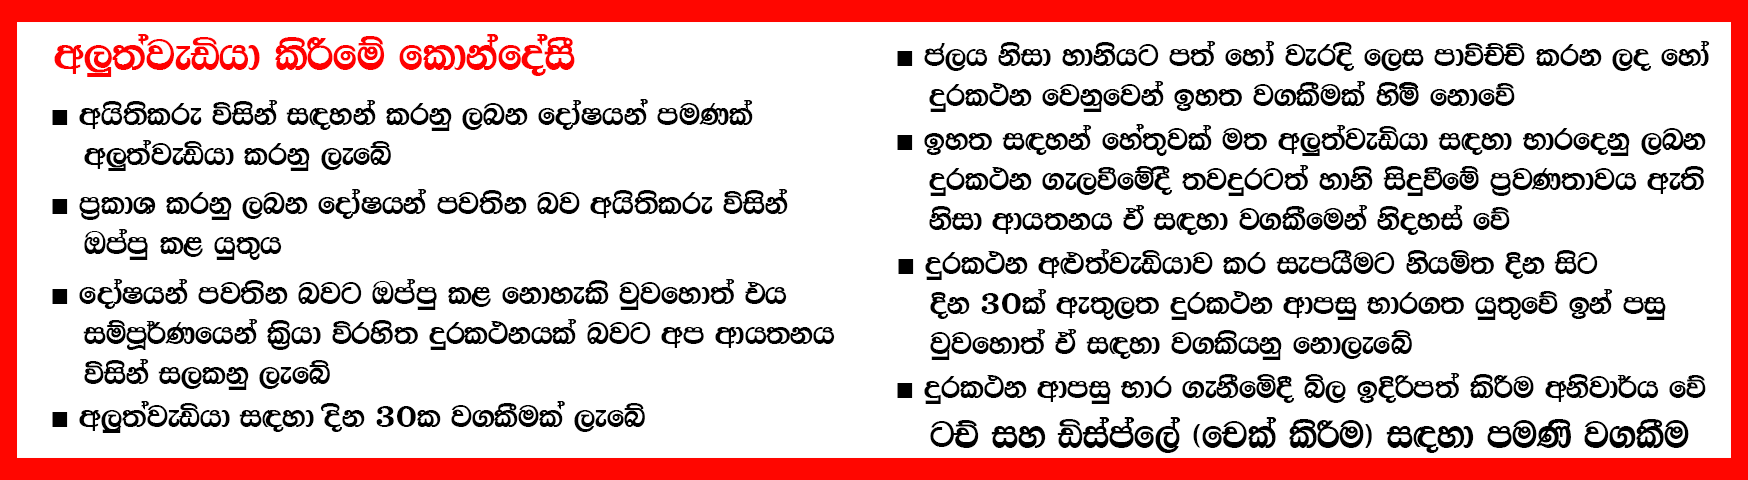 අලුත්වැඩියා කිරීමේ කොන්දේසී
■ අයිතිකරු විසින් සඳහන් කරනු ලබන දෝෂයන් පමණක්
අලුත්වැඩියා කරනු ලැබේ
■ ප්‍රකාශ කරනු ලබන දෝෂයන් පවතින බව අයිතිකරු විසින්
ඔප්පු කළ යුතුය
■ දෝෂයන් පවතින බවට ඔප්පු කළ නොහැකි වුවහොත් එය
සම්පූර්ණයෙන් ක්‍රියා විරහිත දුරකථනයක් බවට අප ආයතනය
විසින් සලකනු ලැබේ
■ අලුත්වැඩියා සඳහා දින 30ක වගකීමක් ලැබේ
■ ජලය නිසා හානියට පත් හෝ වැරදි ලෙස පාවිච්චි කරන ලද හෝ
දුරකථන වෙනුවෙන් ඉහත වගකීමක් හිමි නොවේ
■ ඉහත සඳහන් හේතුවක් මත අලුත්වැඩියා සඳහා භාරදෙනු ලබන
දුරකථන ගැලවීමේදී තවදුරටත් හානි සිදුවීමේ ප්‍රවණතාවය ඇති
නිසා ආයතනය ඒ සඳහා වගකීමෙන් නිදහස් වේ
■ දුරකථන අළුත්වැඩියාව කර සැපයීමට නියමිත දින සිට
දින 30ක් ඇතුලත දුරකථන ආපසු භාරගත යුතුවේ ඉන් පසු
වුවහොත් ඒ සඳහා වගකියනු නොලැබේ
■ දුරකථන ආපසු භාර ගැනීමේදී බිල ඉදිරිපත් කිරීම අනිවාර්ය වේ
ටච් සහ ඩිස්ප්ලේ (චෙක් කිරීම) සඳහා පමණි වගකීම